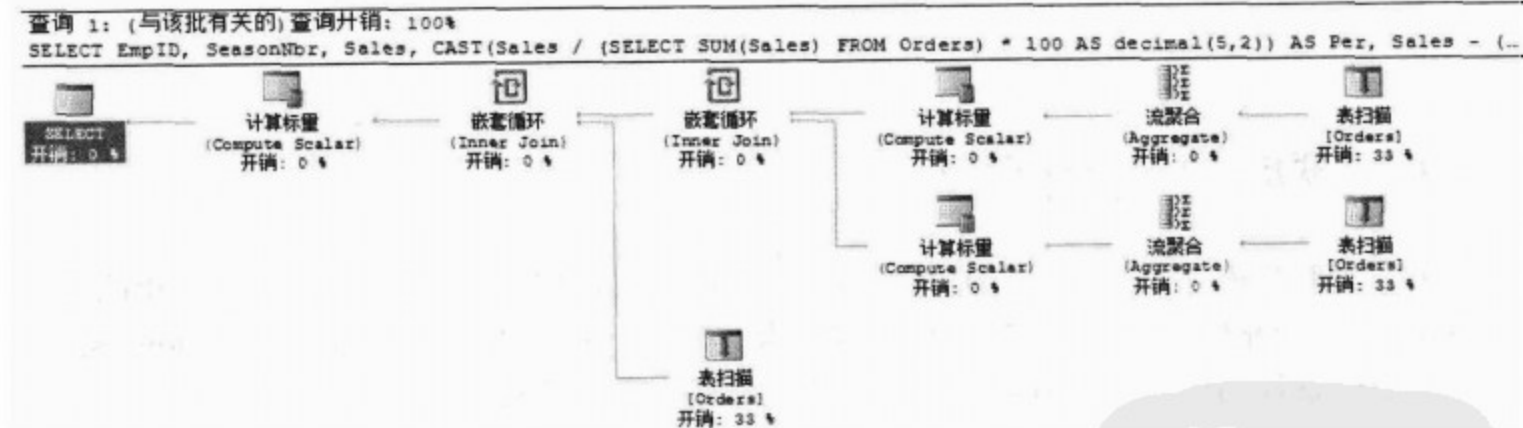 查询 1: (与该批有关的)查询开销: 100%
SELECT EmpID, SeasonNbr, Sales, CAST(Sales / (SELECT SUM(Sales) FROM Orders) * 100 AS decimal(5,2)) AS Per, Sales - (…
SELECT
开销: 0 %
计算标量
(Compute Scalar)
开销: 0 %
嵌套循环
(Inner Join)
开销: 0 %
嵌套循环
(Inner Join)
开销: 0 %
计算标量
(Compute Scalar)
开销: 0 %
流聚合
(Aggregate)
开销: 0 %
表扫描
[Orders]
开销: 33 %
计算标量
(Compute Scalar)
开销: 0 %
流聚合
(Aggregate)
开销: 0 %
表扫描
[Orders]
开销: 33 %
表扫描
[Orders]
开销: 33 %